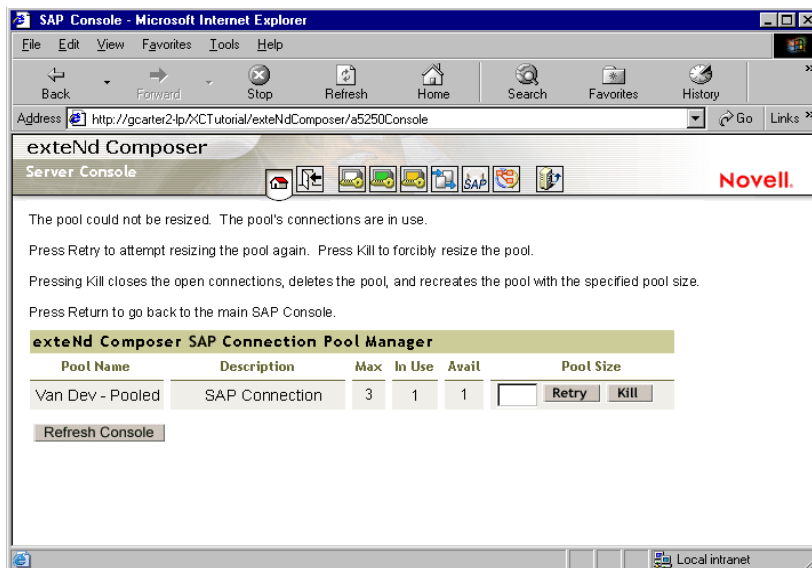 SAP Console - Microsoft Internet Explorer
File Edit View Favorites Tools Help
Back Forward Stop Refresh Home Search Favorites History »
Address http://gcarter2-lp/XCTutorial/exteNdComposer/a5250Console Go Links »
exteNd Composer
Server Console
SAP
Novell.
The pool could not be resized. The pool's connections are in use.
Press Retry to attempt resizing the pool again. Press Kill to forcibly resize the pool.
Pressing Kill closes the open connections, deletes the pool, and recreates the pool with the specified pool size.
Press Return to go back to the main SAP Console.
exteNd Composer SAP Connection Pool Manager
Pool Name Description Max In Use Avail Pool Size
Van Dev - Pooled SAP Connection 3 1 1 Retry Kill
Refresh Console
Local intranet